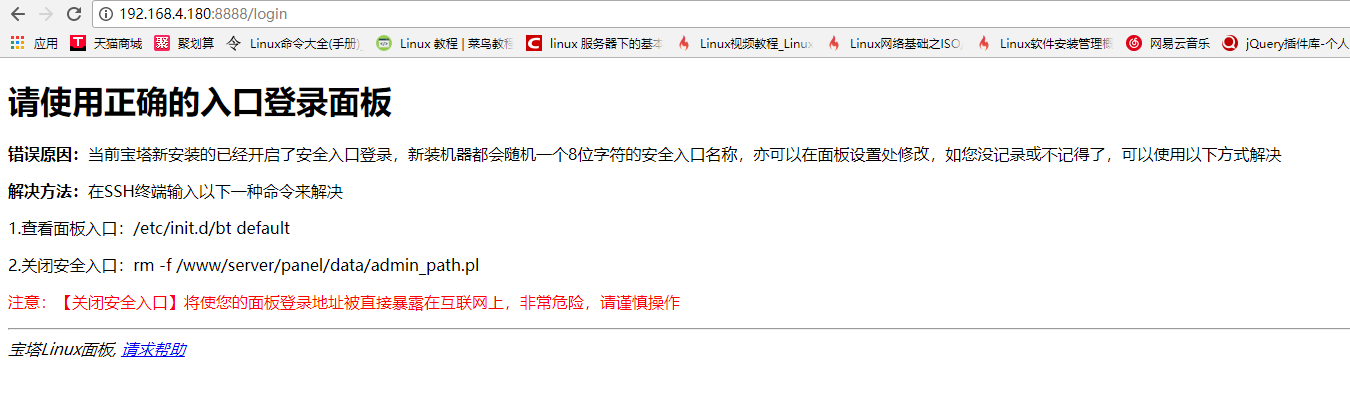 192.168.4.180:8888/login
应用 天猫商城 聚划算 Linux命令大全(手册) Linux 教程 | 菜鸟教 linux 服务器下的基本 Linux视频教程_Linux Linux网络基础之ISO、 Linux软件安装管理概 网易云音乐 jQuery插件库-个人
请使用正确的入口登录面板
错误原因：当前宝塔新安装的已经开启了安全入口登录，新装机器都会随机一个8位字符的安全入口名称，亦可以在面板设置处修改，如您没记录或不记得了，可以使用以下方式解决
解决方法：在SSH终端输入以下一种命令来解决
1.查看面板入口：/etc/init.d/bt default
2.关闭安全入口：rm -f /www/server/panel/data/admin_path.pl
注意：【关闭安全入口】将使您的面板登录地址被直接暴露在互联网上，非常危险，请谨慎操作
宝塔Linux面板, 请求帮助